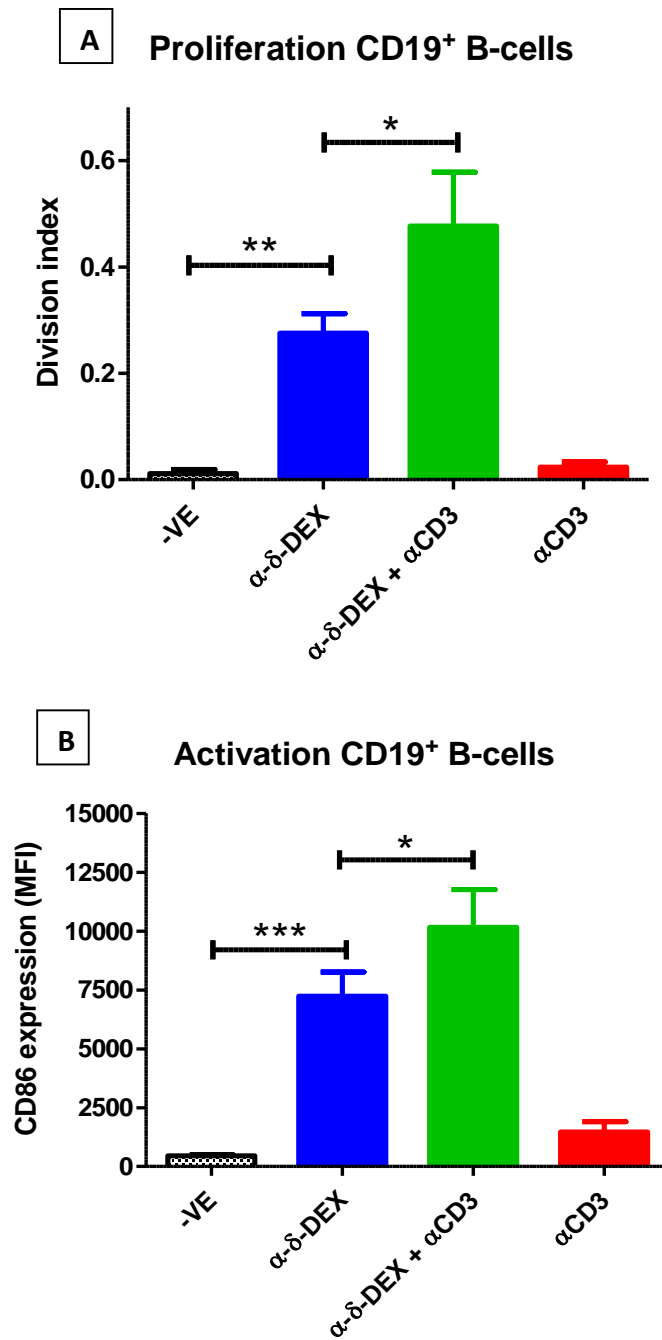 A
Proliferation CD19⁺ B-cells
*
0.6
**
0.4
Division index
0.2
0.0
-VE
α-δ-DEX
α-δ-DEX + αCD3
αCD3
B
Activation CD19⁺ B-cells
15000
*
12500
***
10000
CD86 expression (MFI)
7500
5000
2500
0
-VE
α-δ-DEX
α-δ-DEX + αCD3
αCD3